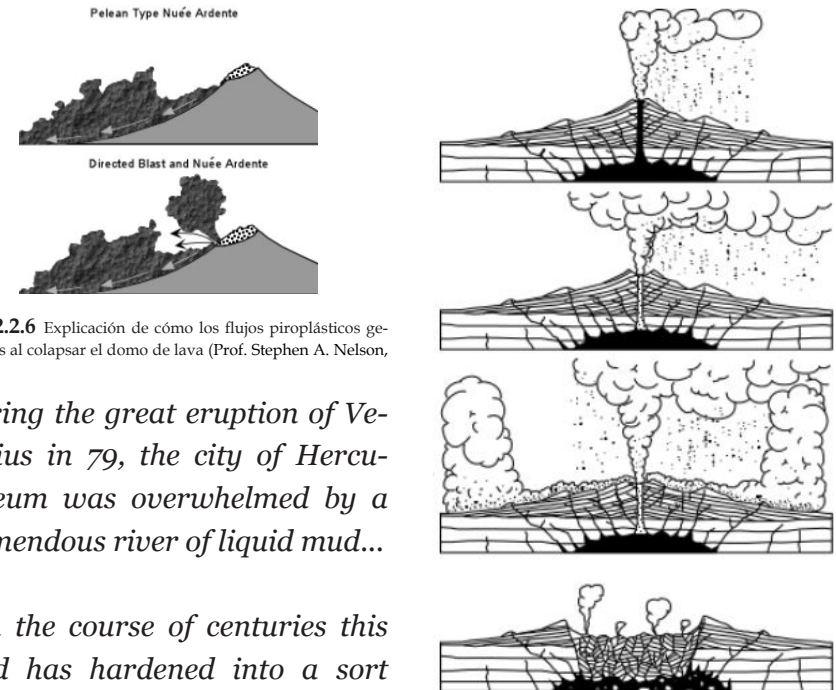 Pelean Type Nuée Ardente
Directed Blast and Nuée Ardente
2.2.6 Explicación de cómo los flujos piroplásticos ge-
s al colapsar el domo de lava (Prof. Stephen A. Nelson,
ring the great eruption of Ve-
ius in 79, the city of Hercu-
eum was overwhelmed by a
mendous river of liquid mud...
the course of centuries this
d has hardened into a sort